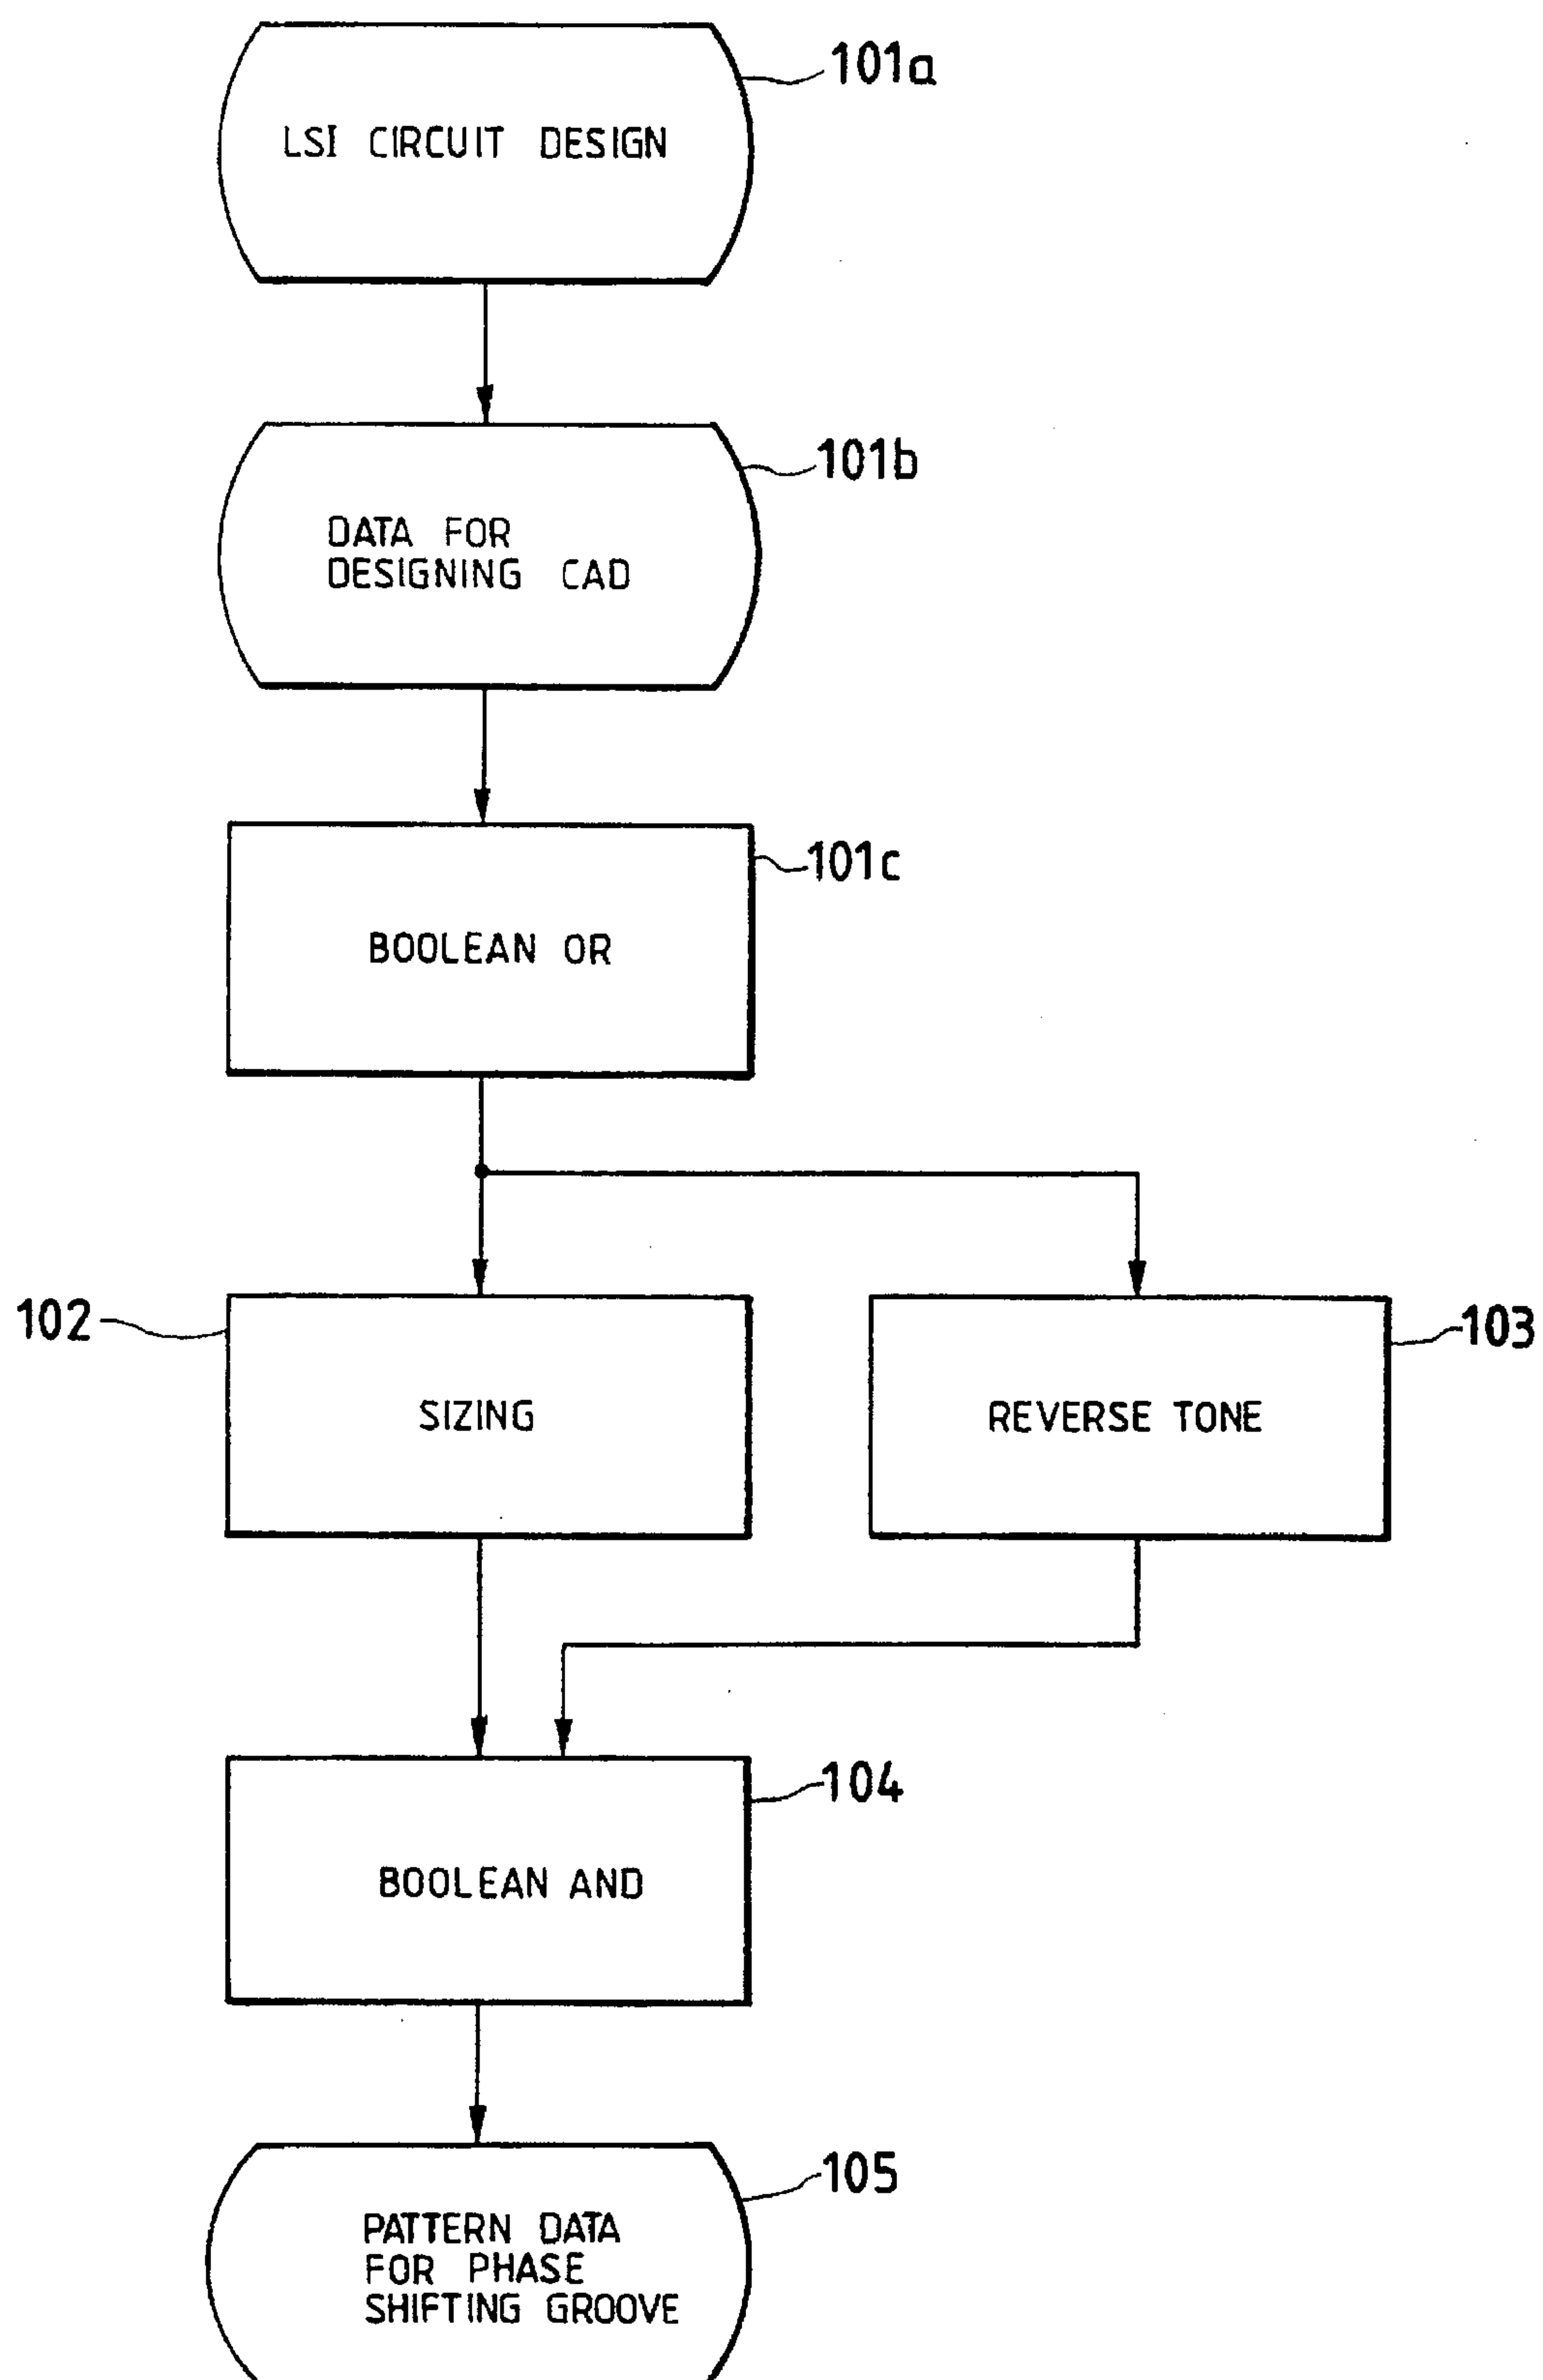 101a
LSI CIRCUIT DESIGN
101b
DATA FOR
DESIGNING CAD
101c
BOOLEAN OR
102
SIZING
103
REVERSE TONE
104
BOOLEAN AND
105
PATTERN DATA
FOR PHASE
SHIFTING GROOVE